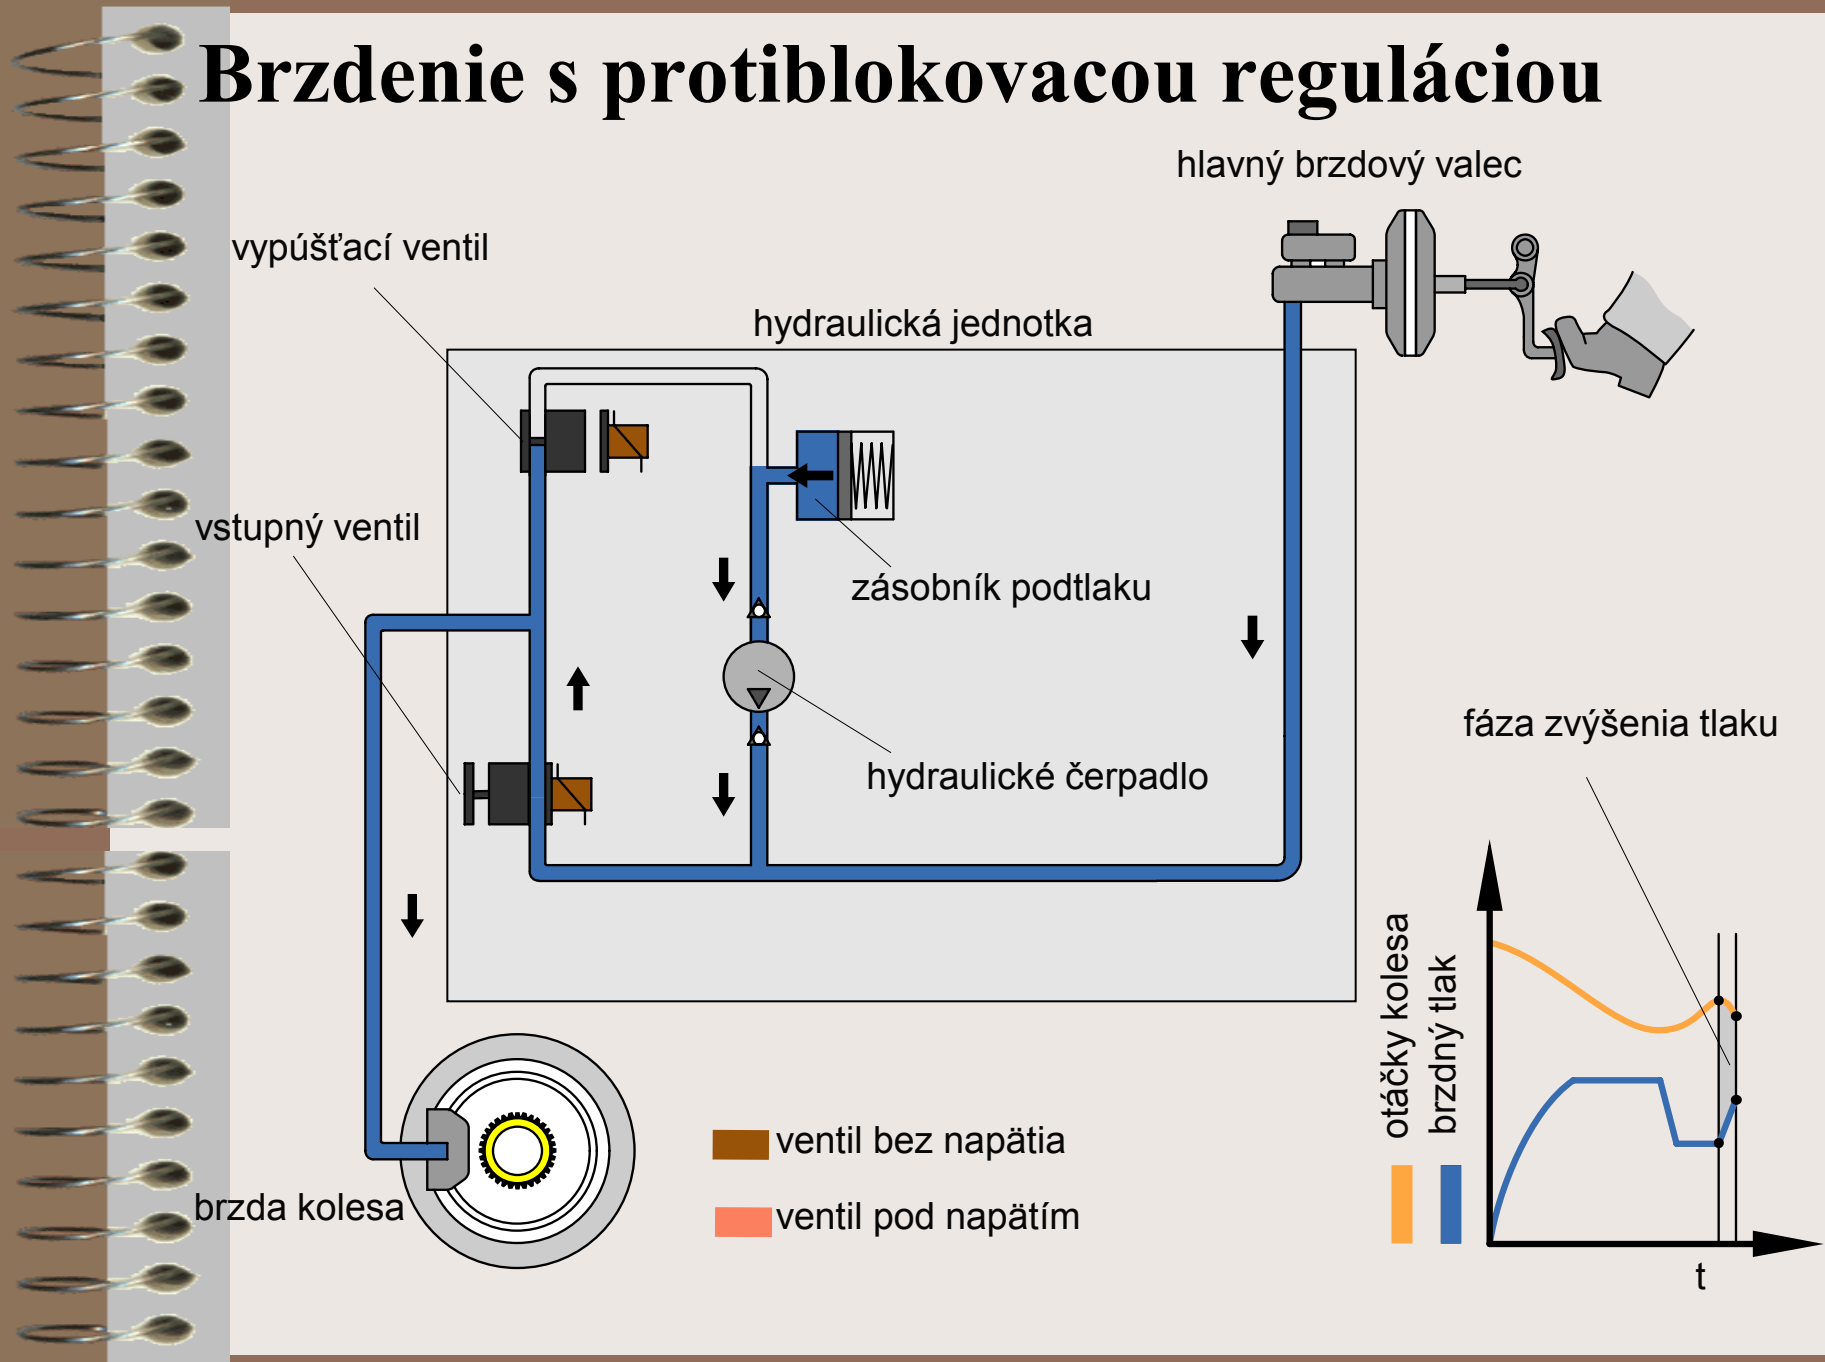 Brzdenie s protiblokovacou reguláciou
hlavný brzdový valec
vypúšťací ventil
hydraulická jednotka
vstupný ventil
zásobník podtlaku
fáza zvýšenia tlaku
hydraulické čerpadlo
otáčky kolesa
brzdný tlak
ventil bez napätia
brzda kolesa
ventil pod napätím
t